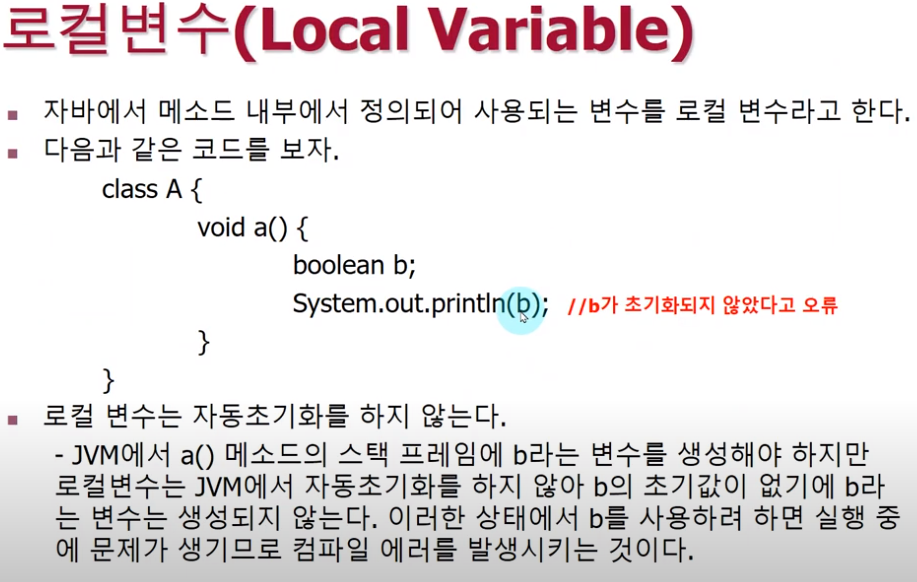 로컬변수(Local Variable)
자바에서 메소드 내부에서 정의되어 사용되는 변수를 로컬 변수라고 한다.
다음과 같은 코드를 보자.
class A {
void a() {
boolean b;
System.out.println(b); //b가 초기화되지 않았다고 오류
}
}
로컬 변수는 자동초기화를 하지 않는다.
- JVM에서 a() 메소드의 스택 프레임에 b라는 변수를 생성해야 하지만
로컬변수는 JVM에서 자동초기화를 하지 않아 b의 초기값이 없기에 b라
는 변수는 생성되지 않는다. 이러한 상태에서 b를 사용하려 하면 실행 중
에 문제가 생기므로 컴파일 에러를 발생시키는 것이다.